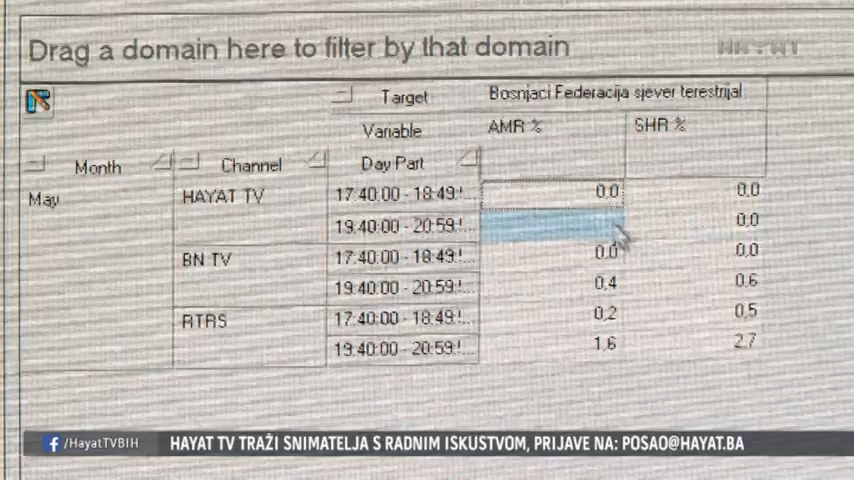 Drag a domain here to filter by that domain
HAYAT
Target Bosnjaci Federacija sjever terestrijal
Variable AMR % SHR %
Month Channel Day Part
May HAYAT TV 17:40:00 - 18:49:!... 0,0 0,0
19:40:00 - 20:59:!... 0,0
BN TV 17:40:00 - 18:49:!... 0,0 0,0
19:40:00 - 20:59:!... 0,4 0,6
RTRS 17:40:00 - 18:49:!... 0,2 0,5
19:40:00 - 20:59:!... 1,6 2,7
f /HayatTVBIH HAYAT TV TRAŽI SNIMATELJA S RADNIM ISKUSTVOM, PRIJAVE NA: POSAO@HAYAT.BA